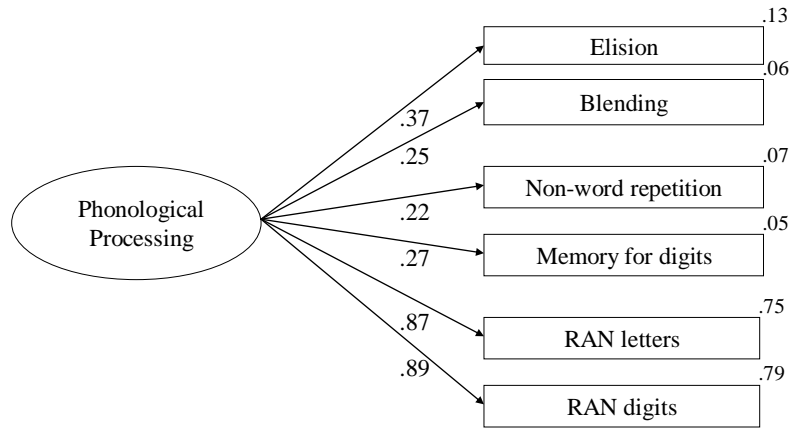 .13
Elision
.06
Blending
.37
.25
.07
Non-word repetition
.22
Phonological
Processing
.05
Memory for digits
.27
.75
RAN letters
.87
.89
.79
RAN digits